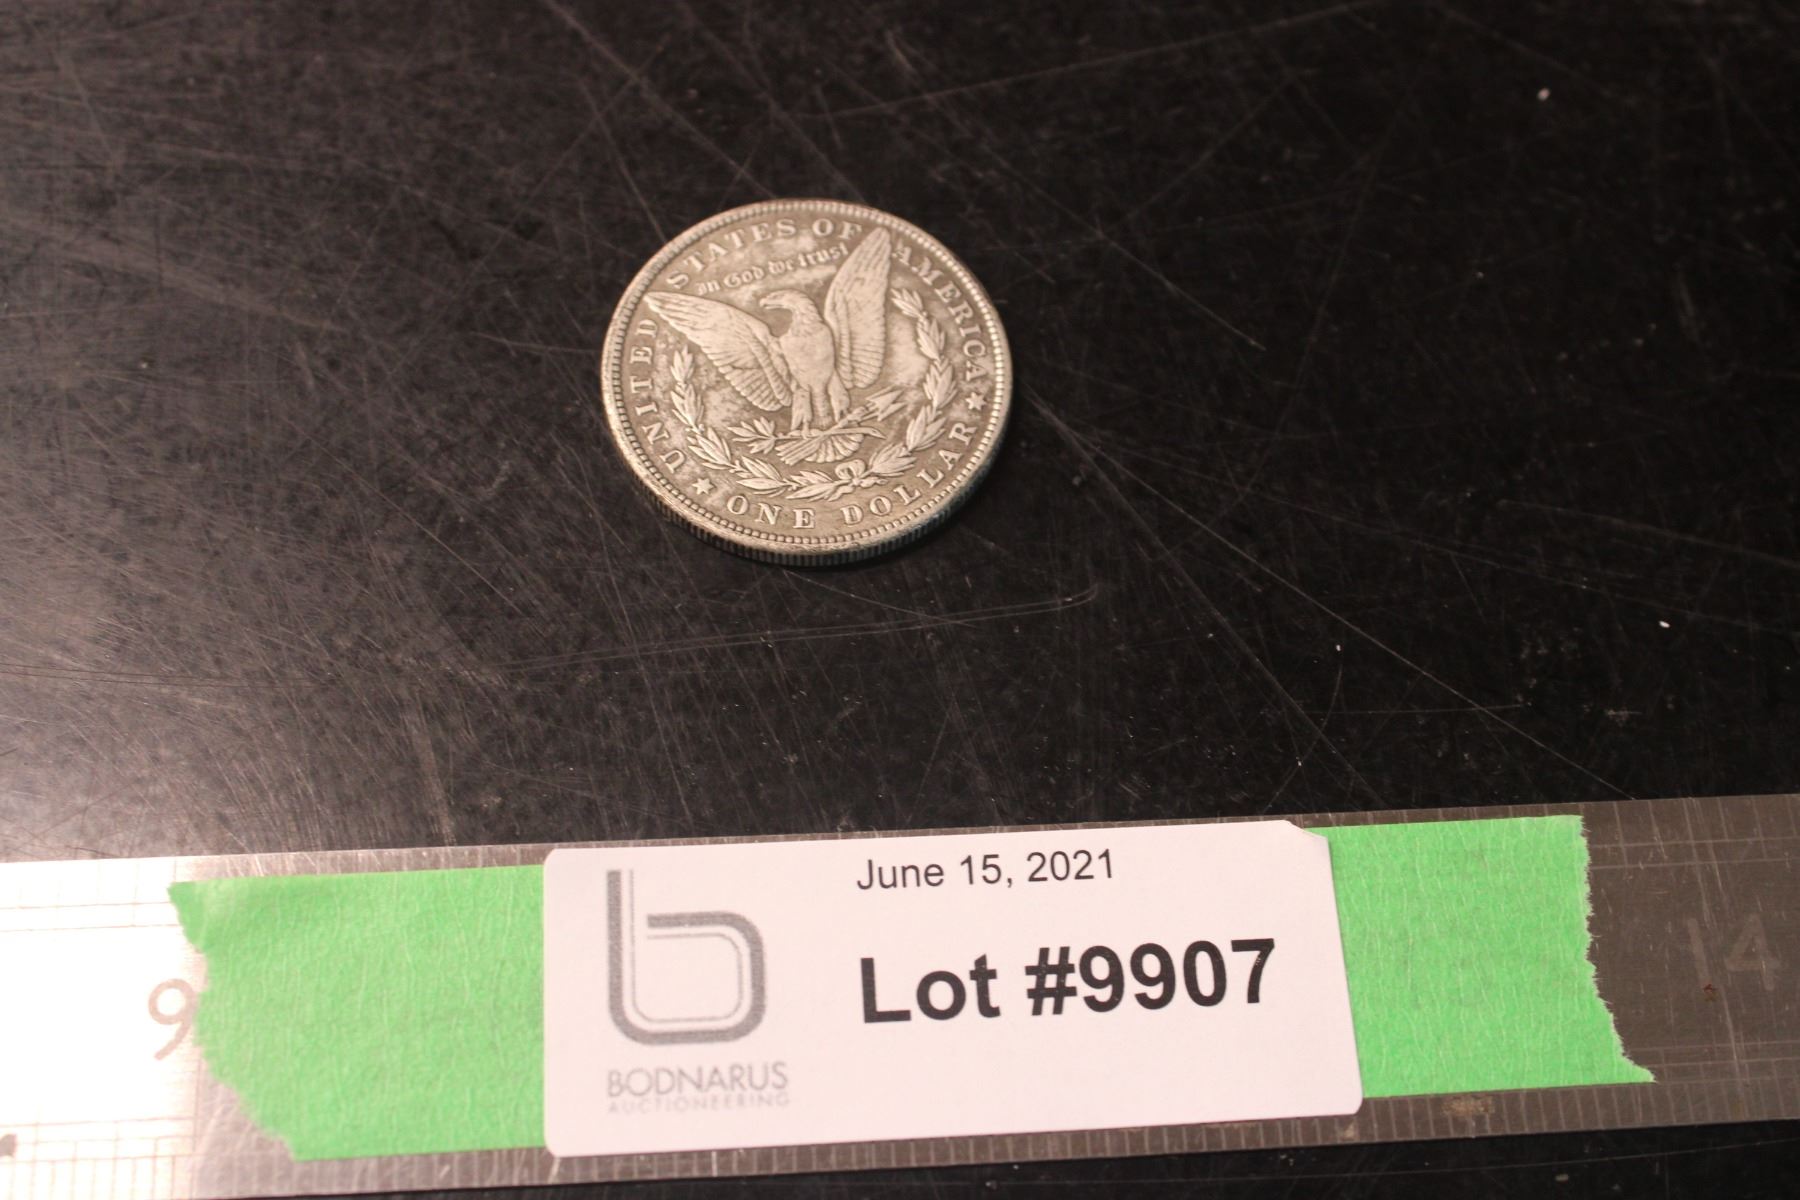 UNITED STATES OF AMERICA
In God we trust
ONE DOLLAR
June 15, 2021
Lot #9907
b
BODNARUS
AUCTIONEERING
9
14